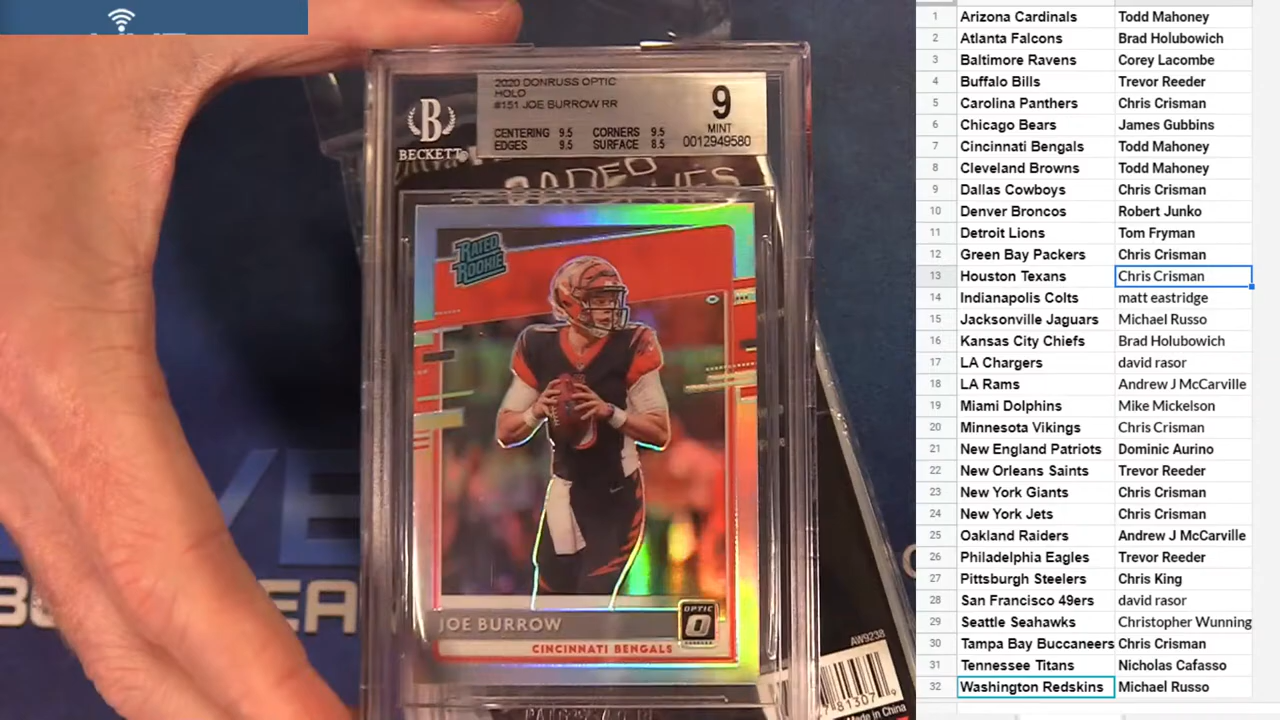 2020 DONRUSS OPTIC
HOLO
#151 JOE BURROW RR
CENTERING 9.5 CORNERS 9.5
EDGES 9.5 SURFACE 8.5
9
MINT
0012949580
B
BECKETT
RATED
ROOKIE
JOE BURROW
CINCINNATI BENGALS
OPTIC
AW9238
Made in China
1 Arizona Cardinals Todd Mahoney
2 Atlanta Falcons Brad Holubowich
3 Baltimore Ravens Corey Lacombe
4 Buffalo Bills Trevor Reeder
5 Carolina Panthers Chris Crisman
6 Chicago Bears James Gubbins
7 Cincinnati Bengals Todd Mahoney
8 Cleveland Browns Todd Mahoney
9 Dallas Cowboys Chris Crisman
10 Denver Broncos Robert Junko
11 Detroit Lions Tom Fryman
12 Green Bay Packers Chris Crisman
13 Houston Texans Chris Crisman
14 Indianapolis Colts matt eastridge
15 Jacksonville Jaguars Michael Russo
16 Kansas City Chiefs Brad Holubowich
17 LA Chargers david rasor
18 LA Rams Andrew J McCarville
19 Miami Dolphins Mike Mickelson
20 Minnesota Vikings Chris Crisman
21 New England Patriots Dominic Aurino
22 New Orleans Saints Trevor Reeder
23 New York Giants Chris Crisman
24 New York Jets Chris Crisman
25 Oakland Raiders Andrew J McCarville
26 Philadelphia Eagles Trevor Reeder
27 Pittsburgh Steelers Chris King
28 San Francisco 49ers david rasor
29 Seattle Seahawks Christopher Wunning
30 Tampa Bay Buccaneers Chris Crisman
31 Tennessee Titans Nicholas Cafasso
32 Washington Redskins Michael Russo